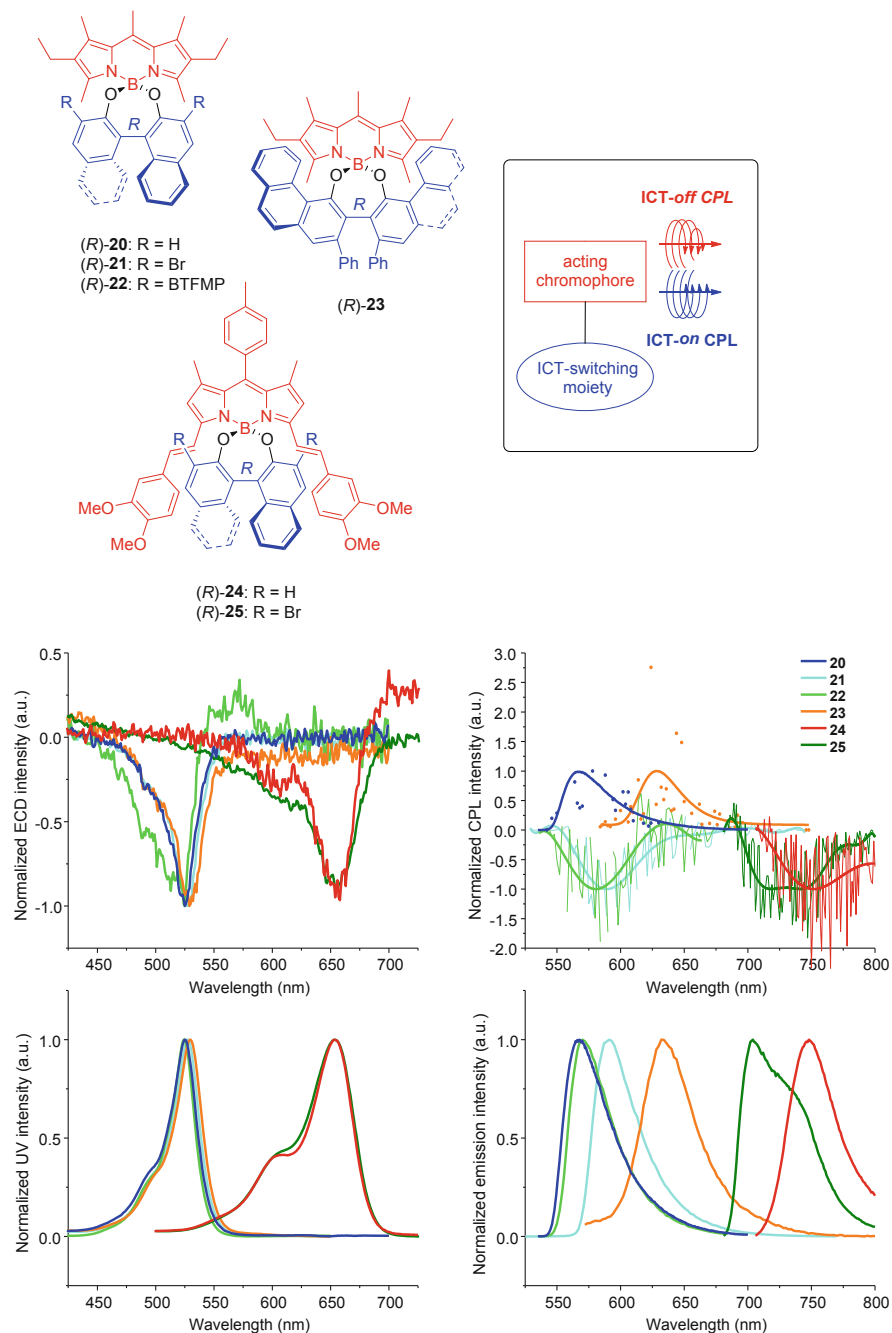 R
R
N
B
N
O
O
R
(R)-20: R = H
(R)-21: R = Br
(R)-22: R = BTFMP
N
B
N
O
O
R
Ph
Ph
(R)-23
ICT-off CPL
acting
chromophore
ICT-on CPL
ICT-switching
moiety
N
B
N
R
R
O
O
R
MeO
MeO
OMe
OMe
(R)-24: R = H
(R)-25: R = Br
Normalized ECD intensity (a.u.)
0.5
0.0
-0.5
-1.0
450 500 550 600 650 700
Wavelength (nm)
Normalized CPL intensity (a.u.)
3.0
2.5
2.0
1.5
1.0
0.5
0.0
-0.5
-1.0
-1.5
-2.0
20
21
22
23
24
25
550 600 650 700 750 800
Wavelength (nm)
Normalized UV intensity (a.u.)
1.0
0.5
0.0
450 500 550 600 650 700
Wavelength (nm)
Normalized emission intensity (a.u.)
1.0
0.5
0.0
550 600 650 700 750 800
Wavelength (nm)